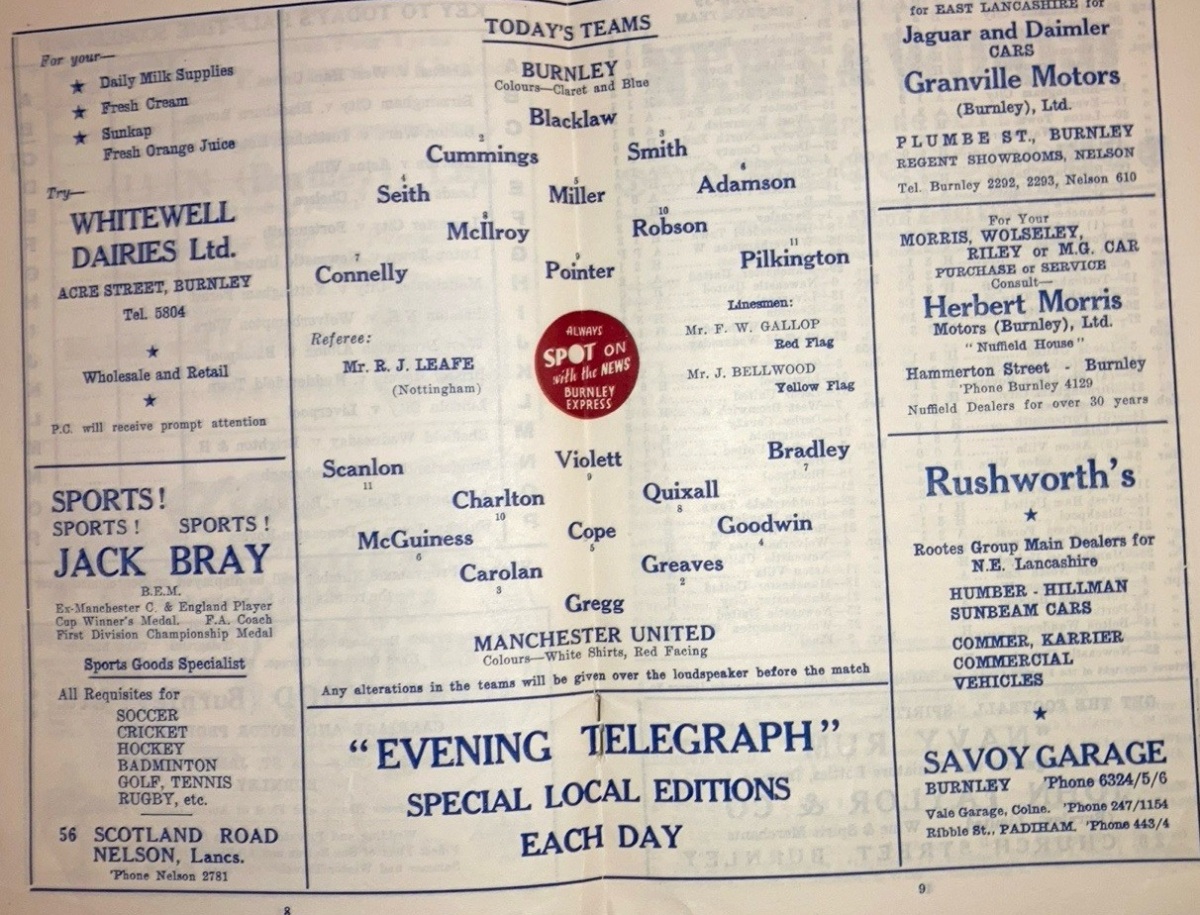 For your—
★ Daily Milk Supplies
★ Fresh Cream
★ Sunkap
Fresh Orange Juice
Try—
WHITEWELL
DAIRIES Ltd.
ACRE STREET, BURNLEY
Tel. 5804
★
Wholesale and Retail
★
P.C. will receive prompt attention
SPORTS!
SPORTS! SPORTS!
JACK BRAY
B.E.M.
Ex-Manchester C. & England Player
Cup Winner's Medal. F.A. Coach
First Division Championship Medal
Sports Goods Specialist
All Requisites for
SOCCER
CRICKET
HOCKEY
BADMINTON
GOLF, TENNIS
RUGBY, etc.
56 SCOTLAND ROAD
NELSON, Lancs.
'Phone Nelson 2781
8
TODAY'S TEAMS
BURNLEY
Colours—Claret and Blue
Blacklaw
2 3
Cummings Smith
4 5 6
Seith Miller Adamson
8 10
McIlroy Robson
7 9 11
Connelly Pointer Pilkington
Linesmen:
Mr. F. W. GALLOP
Red Flag
Mr. J. BELLWOOD
Yellow Flag
Referee:
Mr. R. J. LEAFE
(Nottingham)
ALWAYS
SPOT ON
with the NEWS
BURNLEY
EXPRESS
Scanlon Violett Bradley
11 9 7
Charlton Quixall
10 8
McGuiness Cope Goodwin
6 5 4
Carolan Greaves
3 2
Gregg
MANCHESTER UNITED
Colours—White Shirts, Red Facing
Any alterations in the teams will be given over the loudspeaker before the match
"EVENING TELEGRAPH"
SPECIAL LOCAL EDITIONS
EACH DAY
for EAST LANCASHIRE for
Jaguar and Daimler
CARS
Granville Motors
(Burnley), Ltd.
PLUMBE ST., BURNLEY
REGENT SHOWROOMS, NELSON
Tel. Burnley 2292, 2293, Nelson 610
For Your
MORRIS, WOLSELEY,
RILEY or M.G. CAR
PURCHASE or SERVICE
Consult—
Herbert Morris
Motors (Burnley), Ltd.
"Nuffield House"
Hammerton Street - Burnley
'Phone Burnley 4129
Nuffield Dealers for over 30 years
Rushworth's
★
Rootes Group Main Dealers for
N.E. Lancashire
HUMBER - HILLMAN
SUNBEAM CARS
COMMER, KARRIER
COMMERCIAL
VEHICLES
★
SAVOY GARAGE
BURNLEY 'Phone 6324/5/6
Vale Garage, Colne. 'Phone 247/1154
Ribble St., PADIHAM. 'Phone 443/4
9